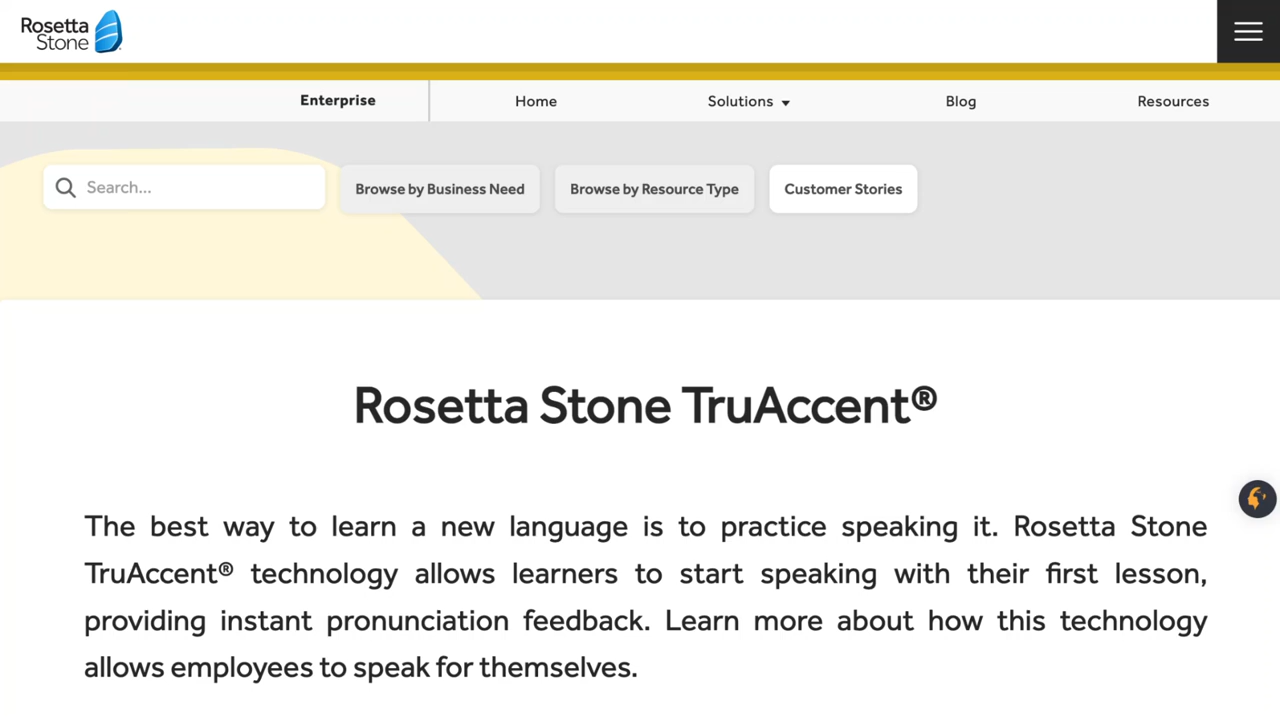 Rosetta
Stone
Enterprise
Home
Solutions
Blog
Resources
Search...
Browse by Business Need
Browse by Resource Type
Customer Stories
Rosetta Stone TruAccent®
The best way to learn a new language is to practice speaking it. Rosetta Stone
TruAccent® technology allows learners to start speaking with their first lesson,
providing instant pronunciation feedback. Learn more about how this technology
allows employees to speak for themselves.